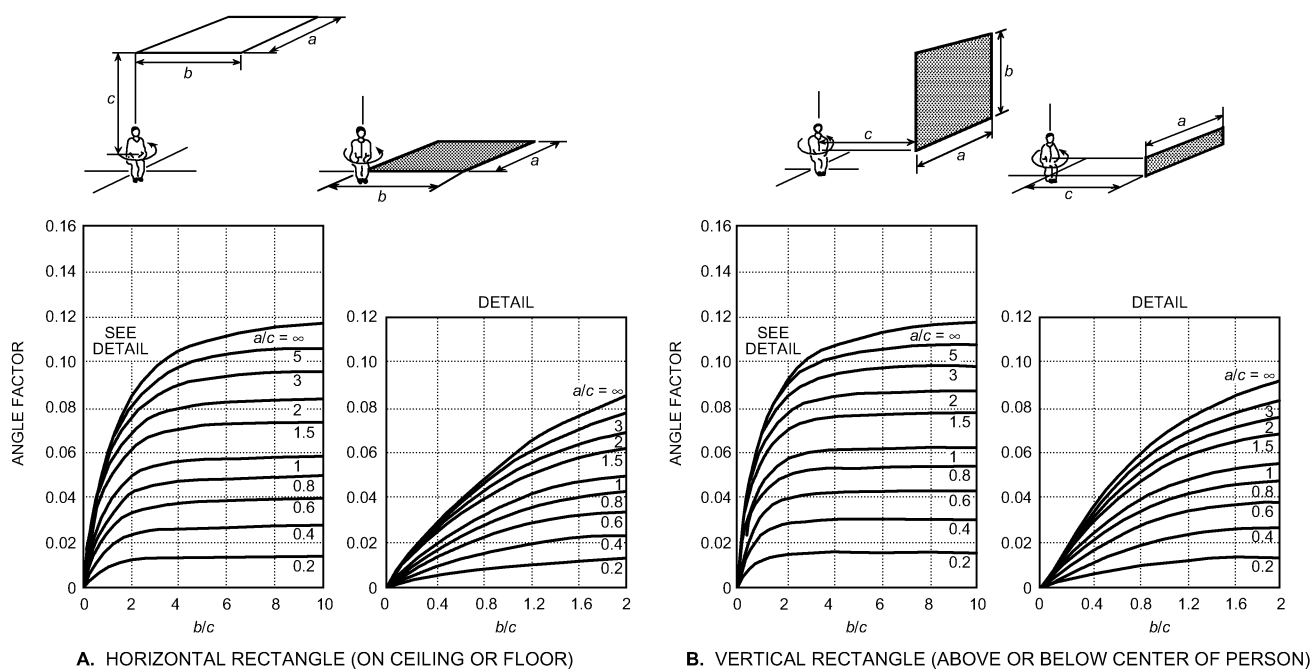 a
b
c
a
b
b
c
a
a
c
0.16
0.14
0.12
0.10
0.08
0.06
0.04
0.02
0
ANGLE FACTOR
SEE
DETAIL
a/c = ∞
5
3
2
1.5
1
0.8
0.6
0.4
0.2
0 2 4 6 8 10
b/c
DETAIL
0.12
0.10
0.08
0.06
0.04
0.02
0
a/c = ∞
3
2
1.5
1
0.8
0.6
0.4
0.2
0 0.4 0.8 1.2 1.6 2
b/c
A. HORIZONTAL RECTANGLE (ON CEILING OR FLOOR)
0.16
0.14
0.12
0.10
0.08
0.06
0.04
0.02
0
ANGLE FACTOR
SEE
DETAIL
a/c = ∞
5
3
2
1.5
1
0.8
0.6
0.4
0.2
0 2 4 6 8 10
b/c
DETAIL
0.12
0.10
0.08
0.06
0.04
0.02
0
a/c = ∞
3
2
1.5
1
0.8
0.6
0.4
0.2
0 0.4 0.8 1.2 1.6 2
b/c
B. VERTICAL RECTANGLE (ABOVE OR BELOW CENTER OF PERSON)